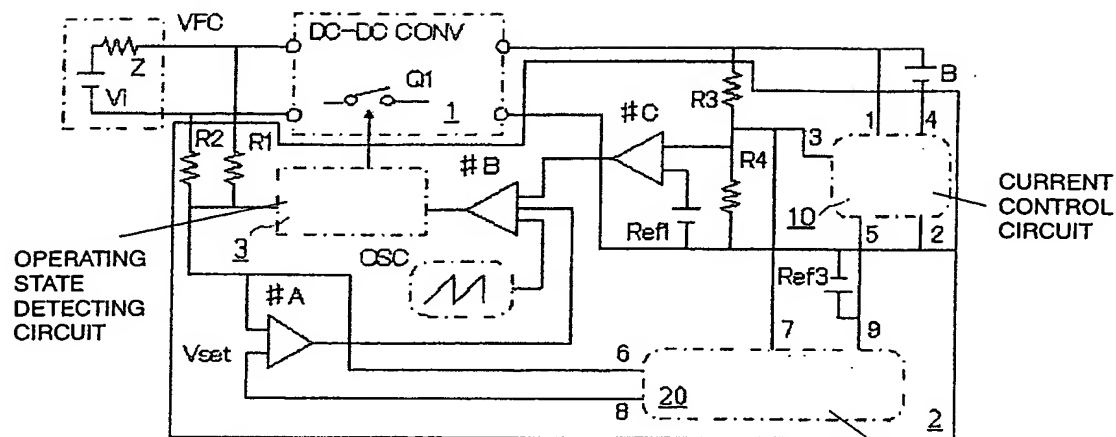 VFC
DC-DC CONV
Z
Vi
Q1
1
B
R3
#C
1
4
R2
R1
#B
3
R4
10
CURRENT
CONTROL
CIRCUIT
3
Ref1
5
2
OPERATING
STATE
DETECTING
CIRCUIT
OSC
Ref3
#A
7
9
Vset
6
8
20
2